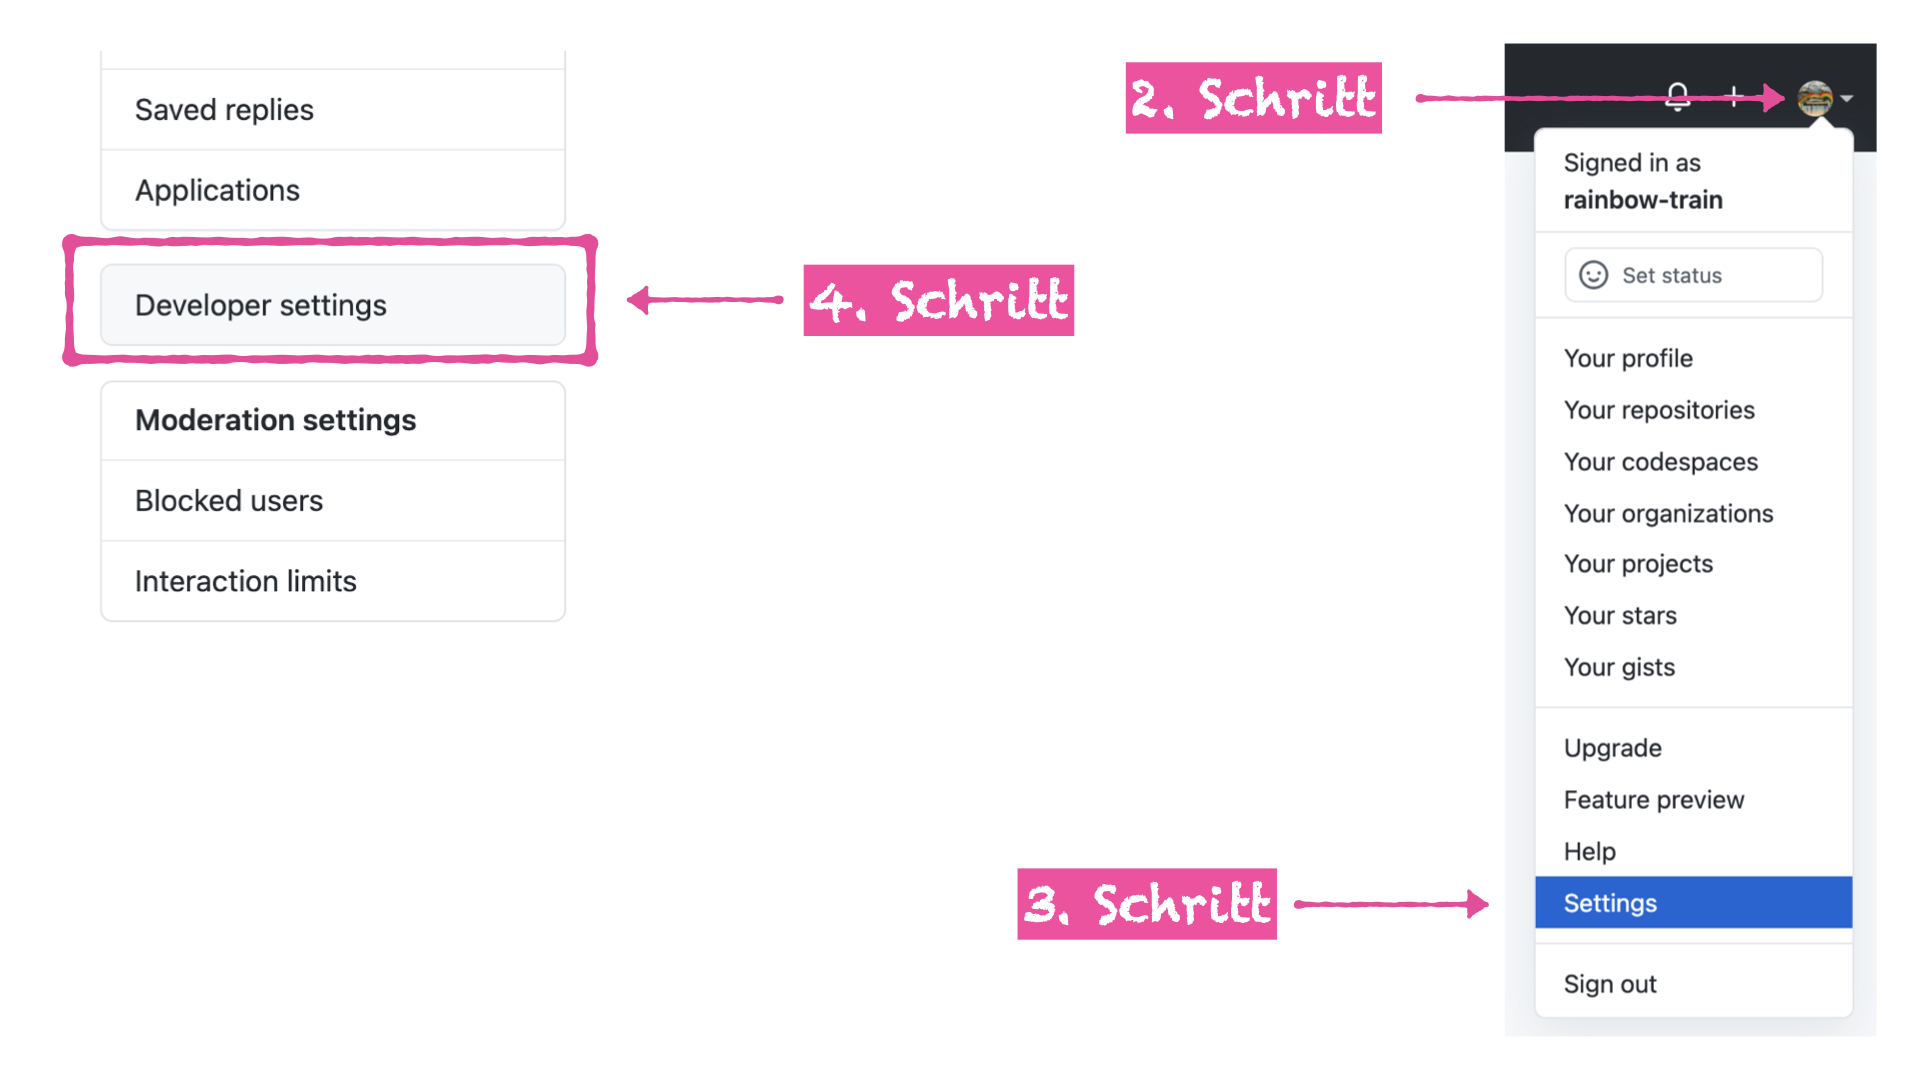 Saved replies
Applications
Developer settings
Moderation settings
Blocked users
Interaction limits
4. Schritt
2. Schritt
3. Schritt
Signed in as
rainbow-train
Set status
Your profile
Your repositories
Your codespaces
Your organizations
Your projects
Your stars
Your gists
Upgrade
Feature preview
Help
Settings
Sign out